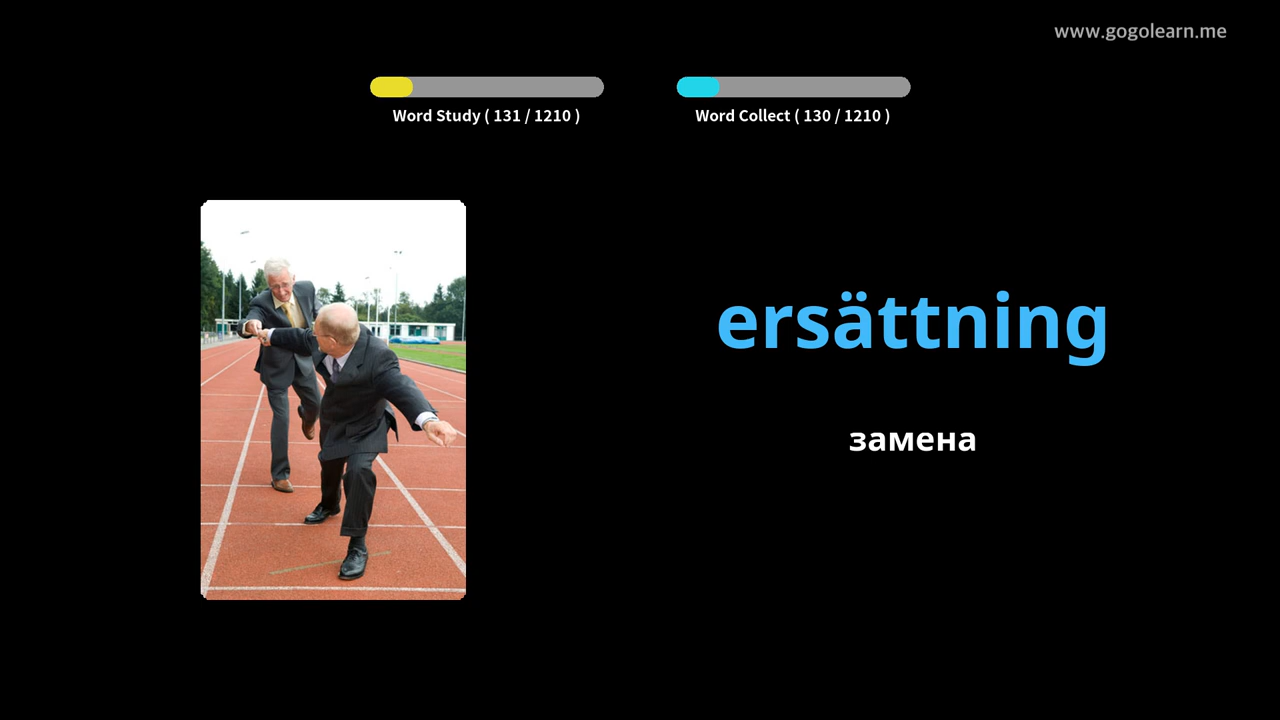 www.gogolearn.me
Word Study ( 131 / 1210 )
Word Collect ( 130 / 1210 )
ersättning
замена